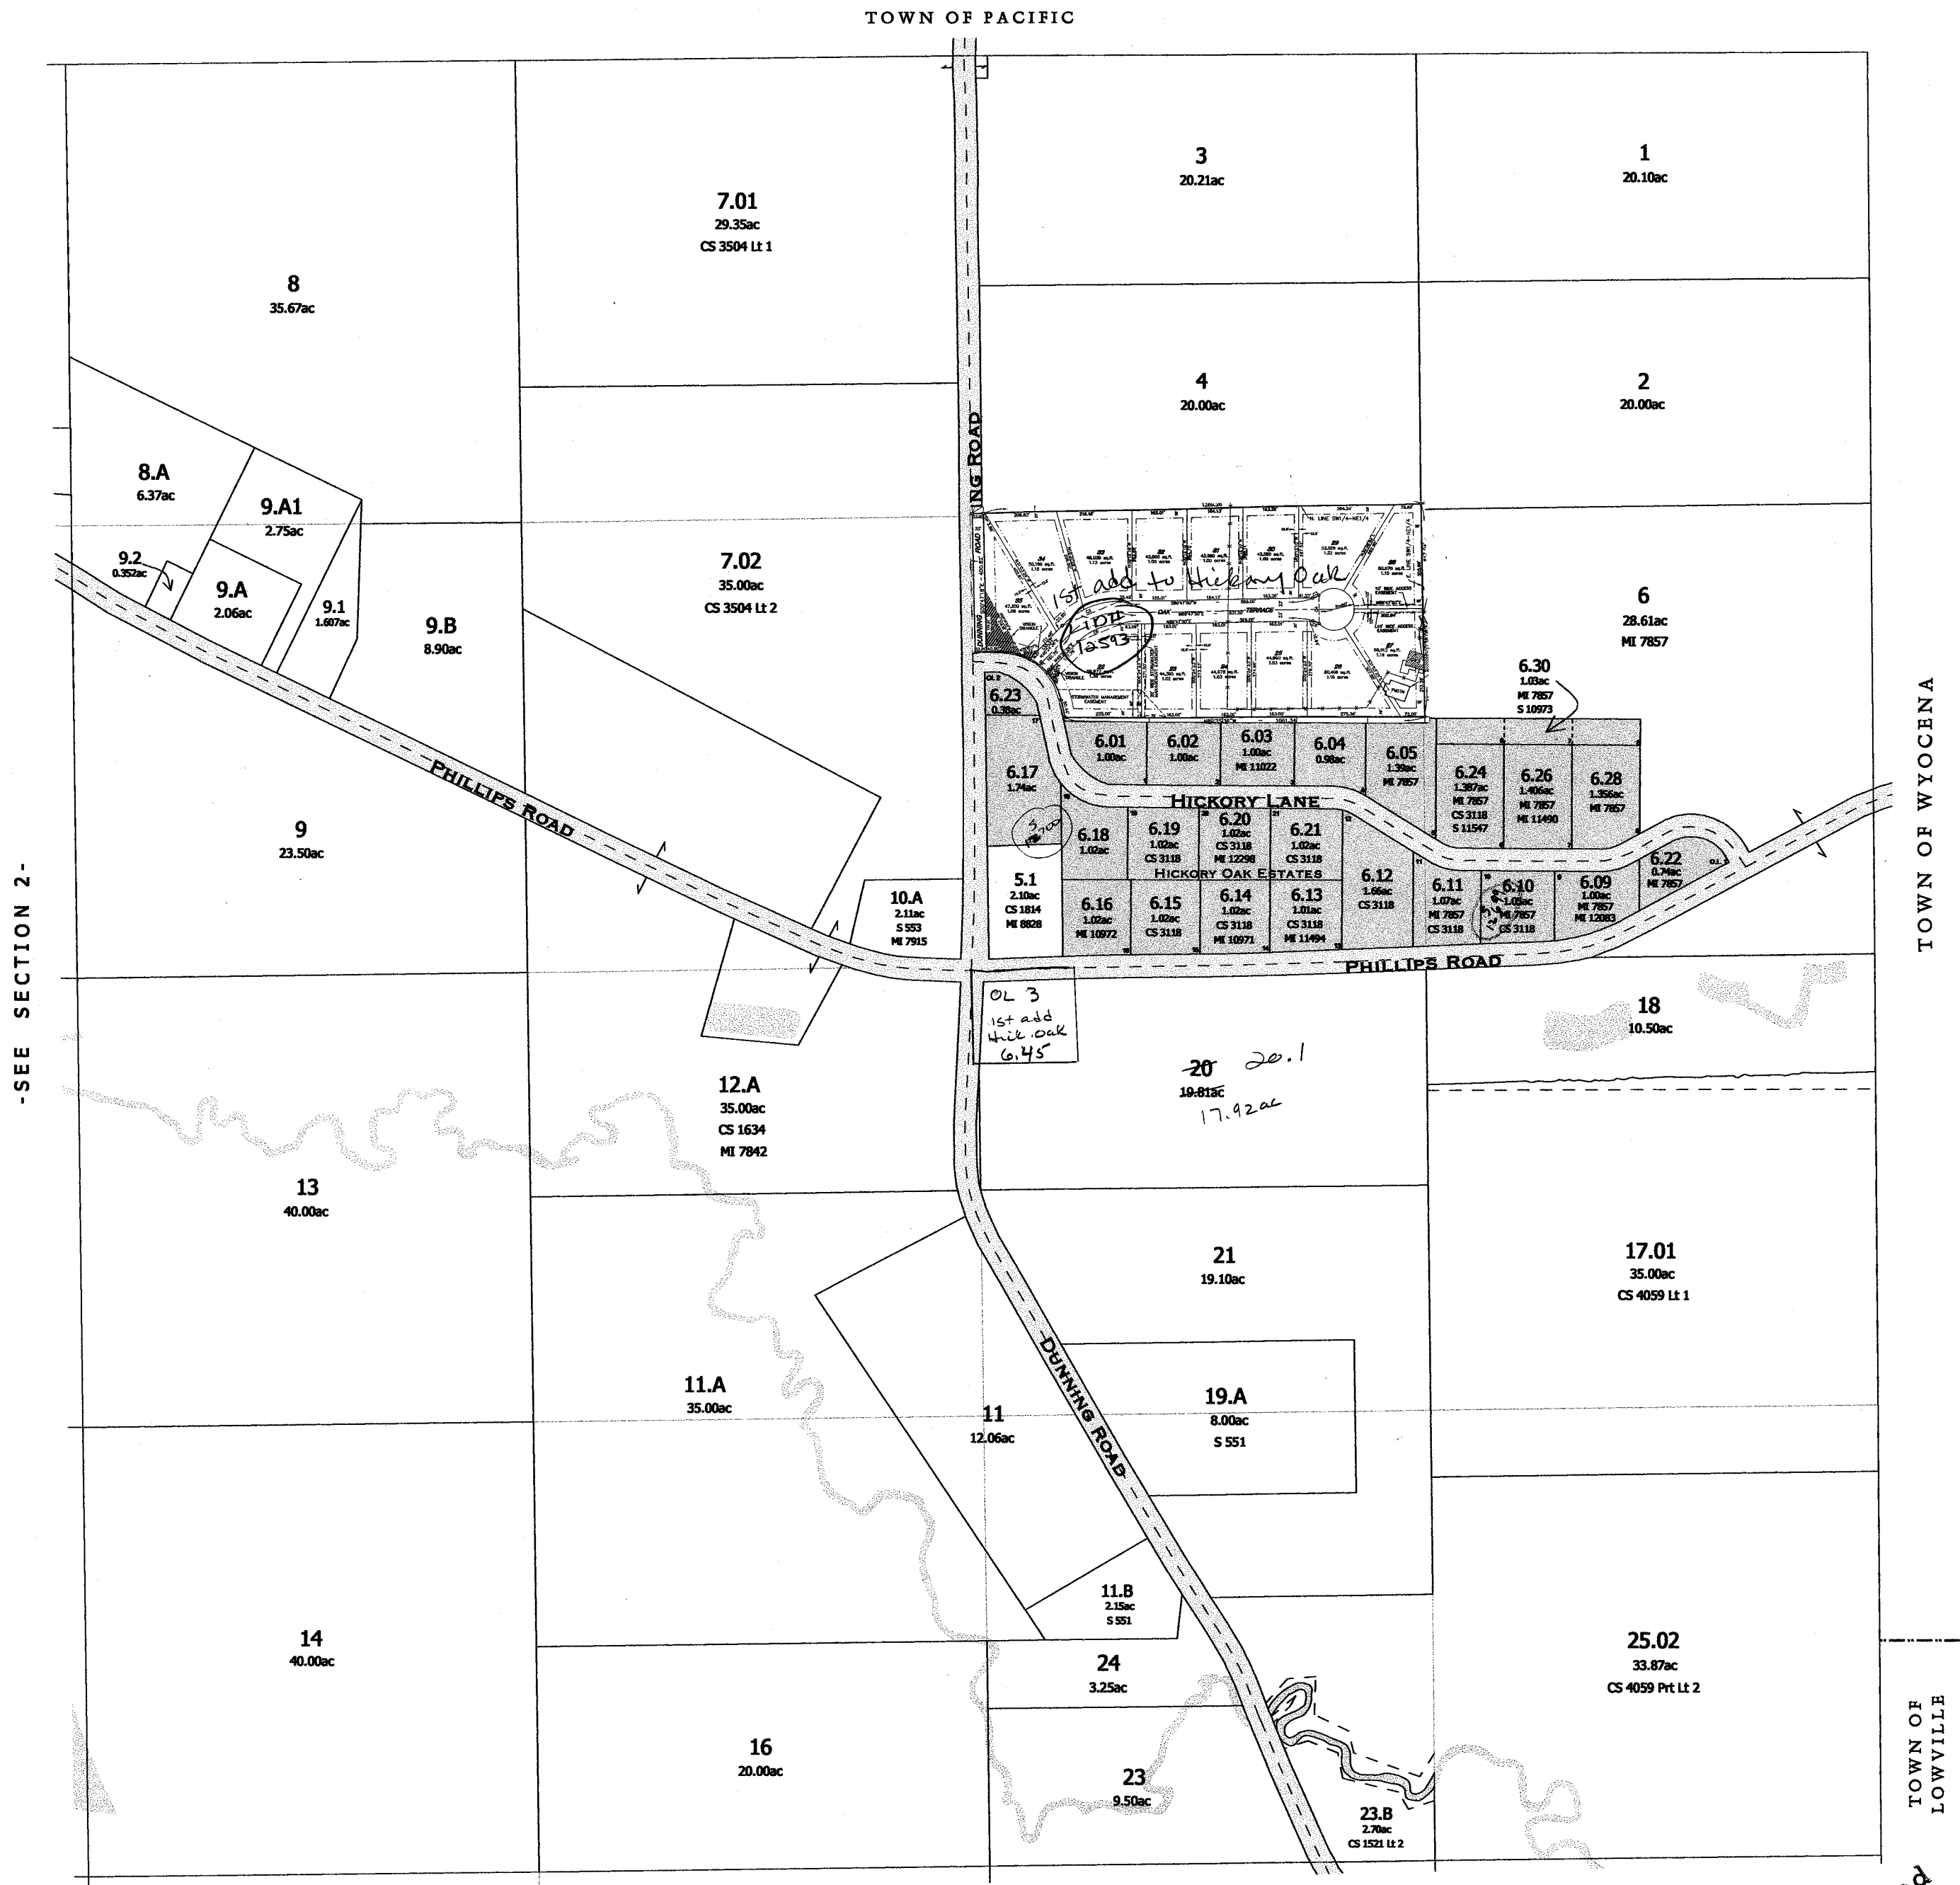 TOWN OF PACIFIC
3
20.21ac
1
20.10ac
7.01
29.35ac
CS 3504 Lt 1
8
35.67ac
4
20.00ac
2
20.00ac
NG ROAD
8.A
6.37ac
9.A1
2.75ac
9.2
0.352ac
9.A
2.06ac
9.1
1.607ac
9.B
8.90ac
7.02
35.00ac
CS 3504 Lt 2
N. LINE SW1/4-NE1/4
1st add to Hickory Oak
OAK TERRACE
12593
STORMWATER MANAGEMENT
EASEMENT
6
28.61ac
MI 7857
6.30
1.03ac
MI 7857
S 10973
OL 2
6.23
0.38ac
17
6.17
1.74ac
6.01
1.00ac
6.02
1.00ac
6.03
1.00ac
MI 11022
6.04
0.98ac
6.05
1.39ac
MI 7857
6.24
1.387ac
MI 7857
CS 3118
S 11547
6.26
1.406ac
MI 7857
MI 11490
6.28
1.356ac
MI 7857
HICKORY LANE
PHILLIPS ROAD
TOWN OF WYOCENA
9
23.50ac
6.18
1.02ac
6.19
1.02ac
CS 3118
6.20
1.02ac
CS 3118
MI 12298
6.21
1.02ac
CS 3118
HICKORY OAK ESTATES
6.12
1.66ac
CS 3118
6.22
0.74ac
MI 7857
10.A
2.11ac
S 553
MI 7915
5.1
2.10ac
CS 1814
MI 8828
6.16
1.02ac
MI 10972
6.15
1.02ac
CS 3118
6.14
1.02ac
CS 3118
MI 10971
6.13
1.01ac
CS 3118
MI 11494
6.11
1.07ac
MI 7857
CS 3118
6.10
1.05ac
MI 7857
CS 3118
6.09
1.00ac
MI 7857
MI 12083
PHILLIPS ROAD
-SEE SECTION 2-
OL 3
1st add
Hick. Oak
6.45
18
10.50ac
20 20.1
19.81ac
17.92ac
12.A
35.00ac
CS 1634
MI 7842
13
40.00ac
21
19.10ac
17.01
35.00ac
CS 4059 Lt 1
DUNNING ROAD
11.A
35.00ac
11
12.06ac
19.A
8.00ac
S 551
11.B
2.15ac
S 551
14
40.00ac
24
3.25ac
25.02
33.87ac
CS 4059 Prt Lt 2
16
20.00ac
23
9.50ac
23.B
2.70ac
CS 1521 Lt 2
TOWN OF
LOWVILLE